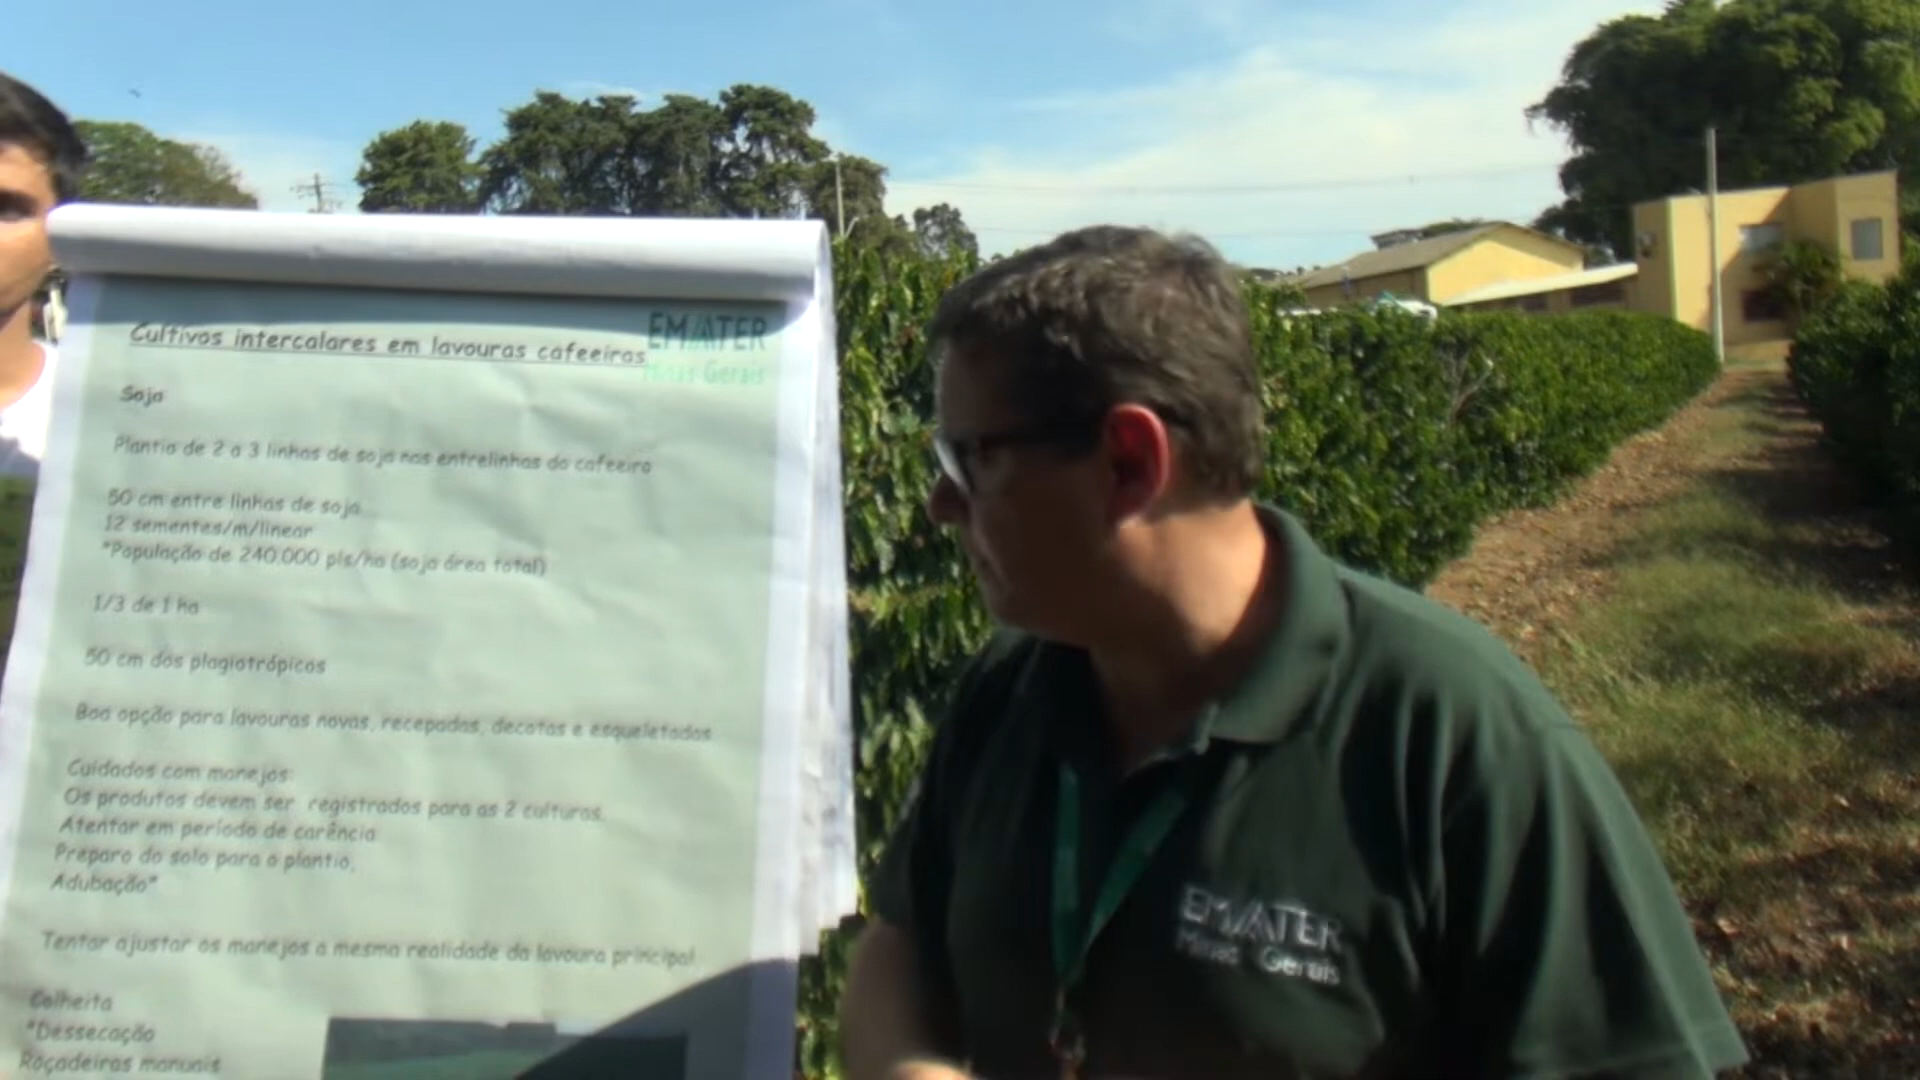 Cultivos intercalares em lavouras cafeeiras
EMATER
Minas Gerais
Soja
Plantio de 2 a 3 linhas de soja nas entrelinhas do cafeeiro
50 cm entre linhas de soja
12 sementes/m/linear
*População de 240.000 pls/ha (soja área total)
1/3 de 1 ha
50 cm dos plagiotrópicos
Boa opção para lavouras novas, recepadas, decotas e esqueletadas
Cuidados com manejos:
Os produtos devem ser registrados para as 2 culturas.
Atentar em período de carência
Preparo do solo para o plantio,
Adubação*
Tentar ajustar os manejos a mesma realidade da lavoura principal
Colheita
*Dessecação
Roçadeiras manuais
EMATER
Minas Gerais